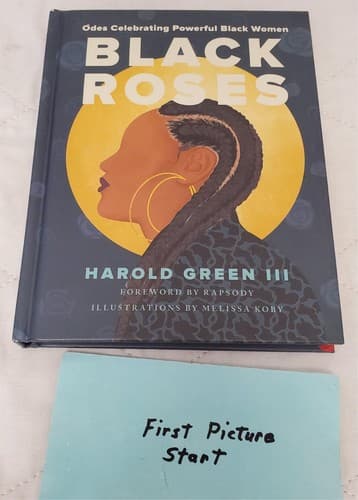 Odes Celebrating Powerful Black Women
BLACK
ROSES
HAROLD GREEN III
FOREWORD BY RAPSODY
ILLUSTRATIONS BY MELISSA KOBY
First Picture
Start